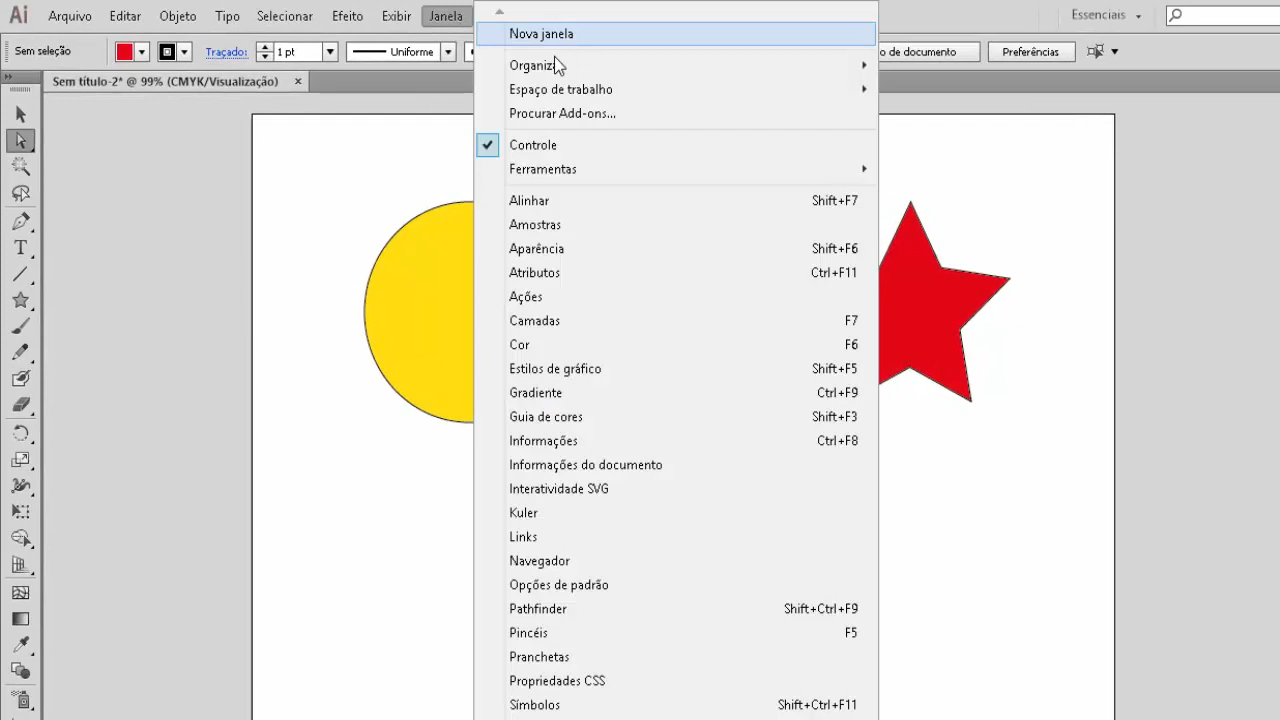 Ai Arquivo Editar Objeto Tipo Selecionar Efeito Exibir Janela Essenciais
Sem seleção Traçado: 1 pt Uniforme o de documento Preferências
Sem título-2* @ 99% (CMYK/Visualização) ×
Nova janela
Organiz
Espaço de trabalho
Procurar Add-ons...
Controle
Ferramentas
Alinhar Shift+F7
Amostras
Aparência Shift+F6
Atributos Ctrl+F11
Ações
Camadas F7
Cor F6
Estilos de gráfico Shift+F5
Gradiente Ctrl+F9
Guia de cores Shift+F3
Informações Ctrl+F8
Informações do documento
Interatividade SVG
Kuler
Links
Navegador
Opções de padrão
Pathfinder Shift+Ctrl+F9
Pincéis F5
Pranchetas
Propriedades CSS
Símbolos Shift+Ctrl+F11